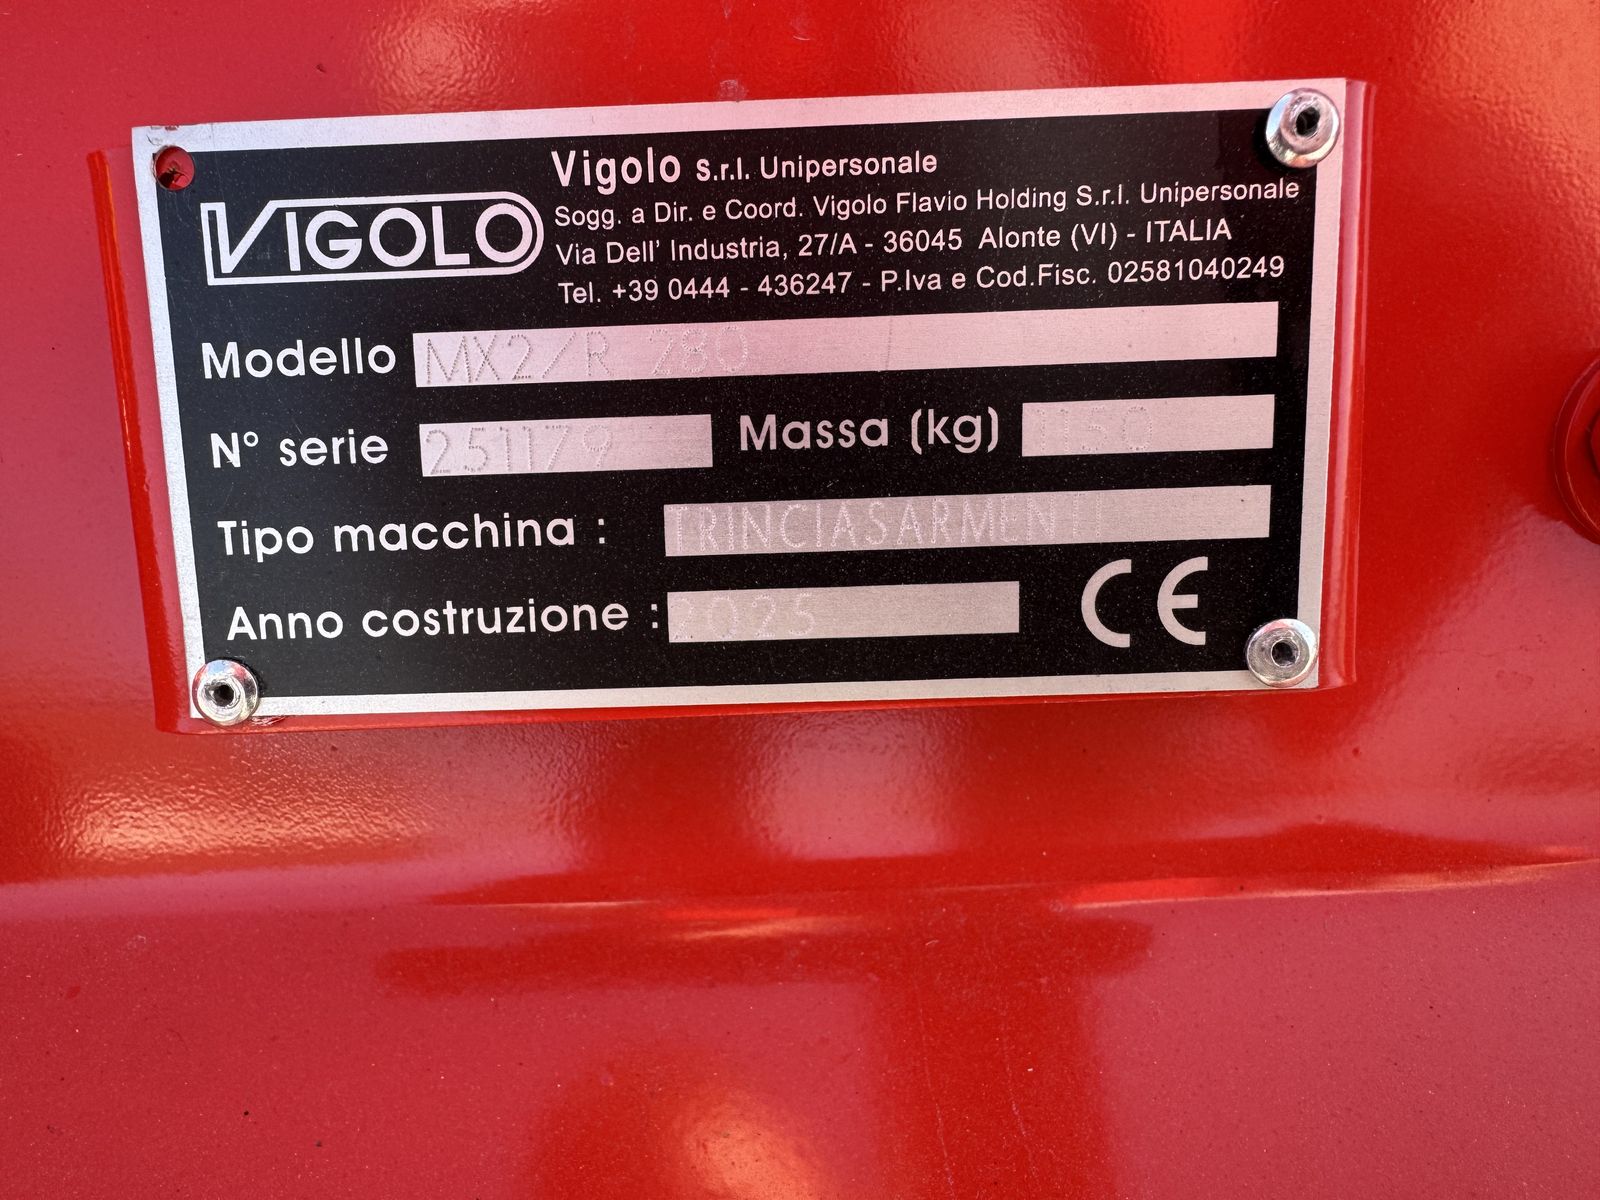 VIGOLO
Vigolo s.r.l. Unipersonale
Sogg. a Dir. e Coord. Vigolo Flavio Holding S.r.l. Unipersonale
Via Dell' Industria, 27/A - 36045 Alonte (VI) - ITALIA
Tel. +39 0444 - 436247 - P.Iva e Cod.Fisc. 02581040249
Modello MX2/R 280
N° serie 251179 Massa (kg) 1150
Tipo macchina : TRINCIASARMENTI
Anno costruzione : 2025 CE